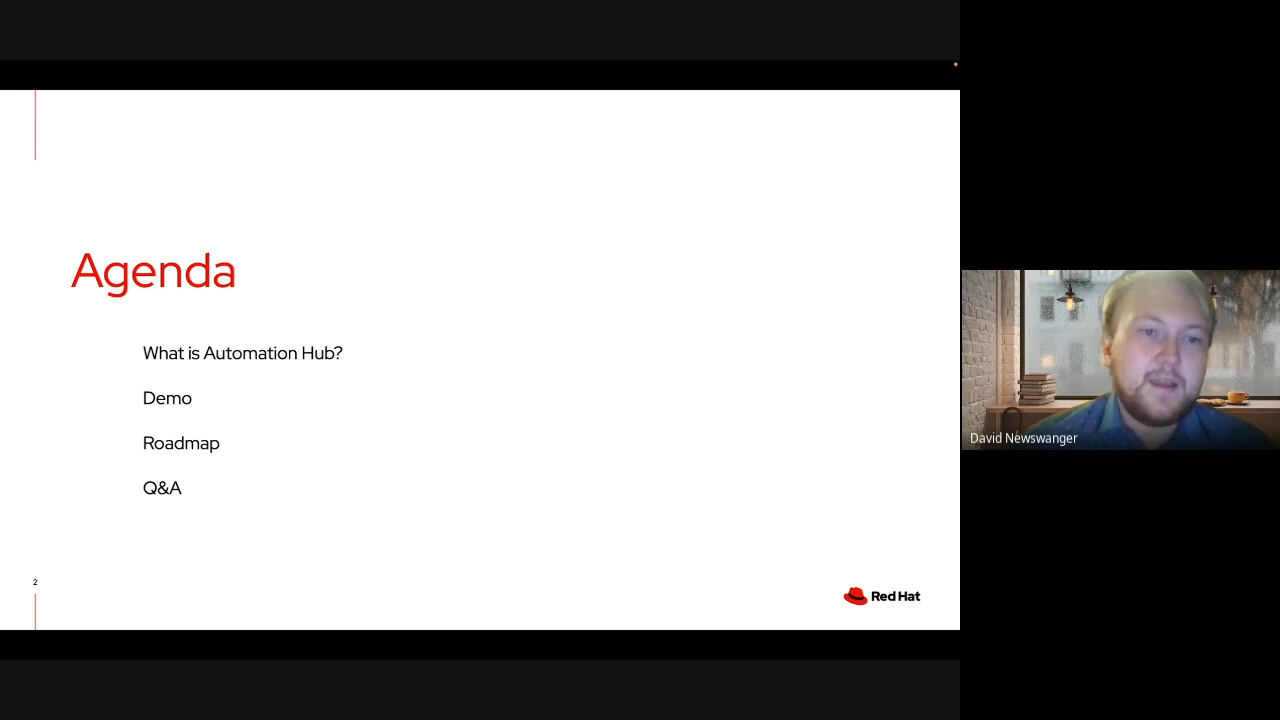 Agenda
What is Automation Hub?
Demo
Roadmap
Q&A
2
Red Hat
David Newswanger